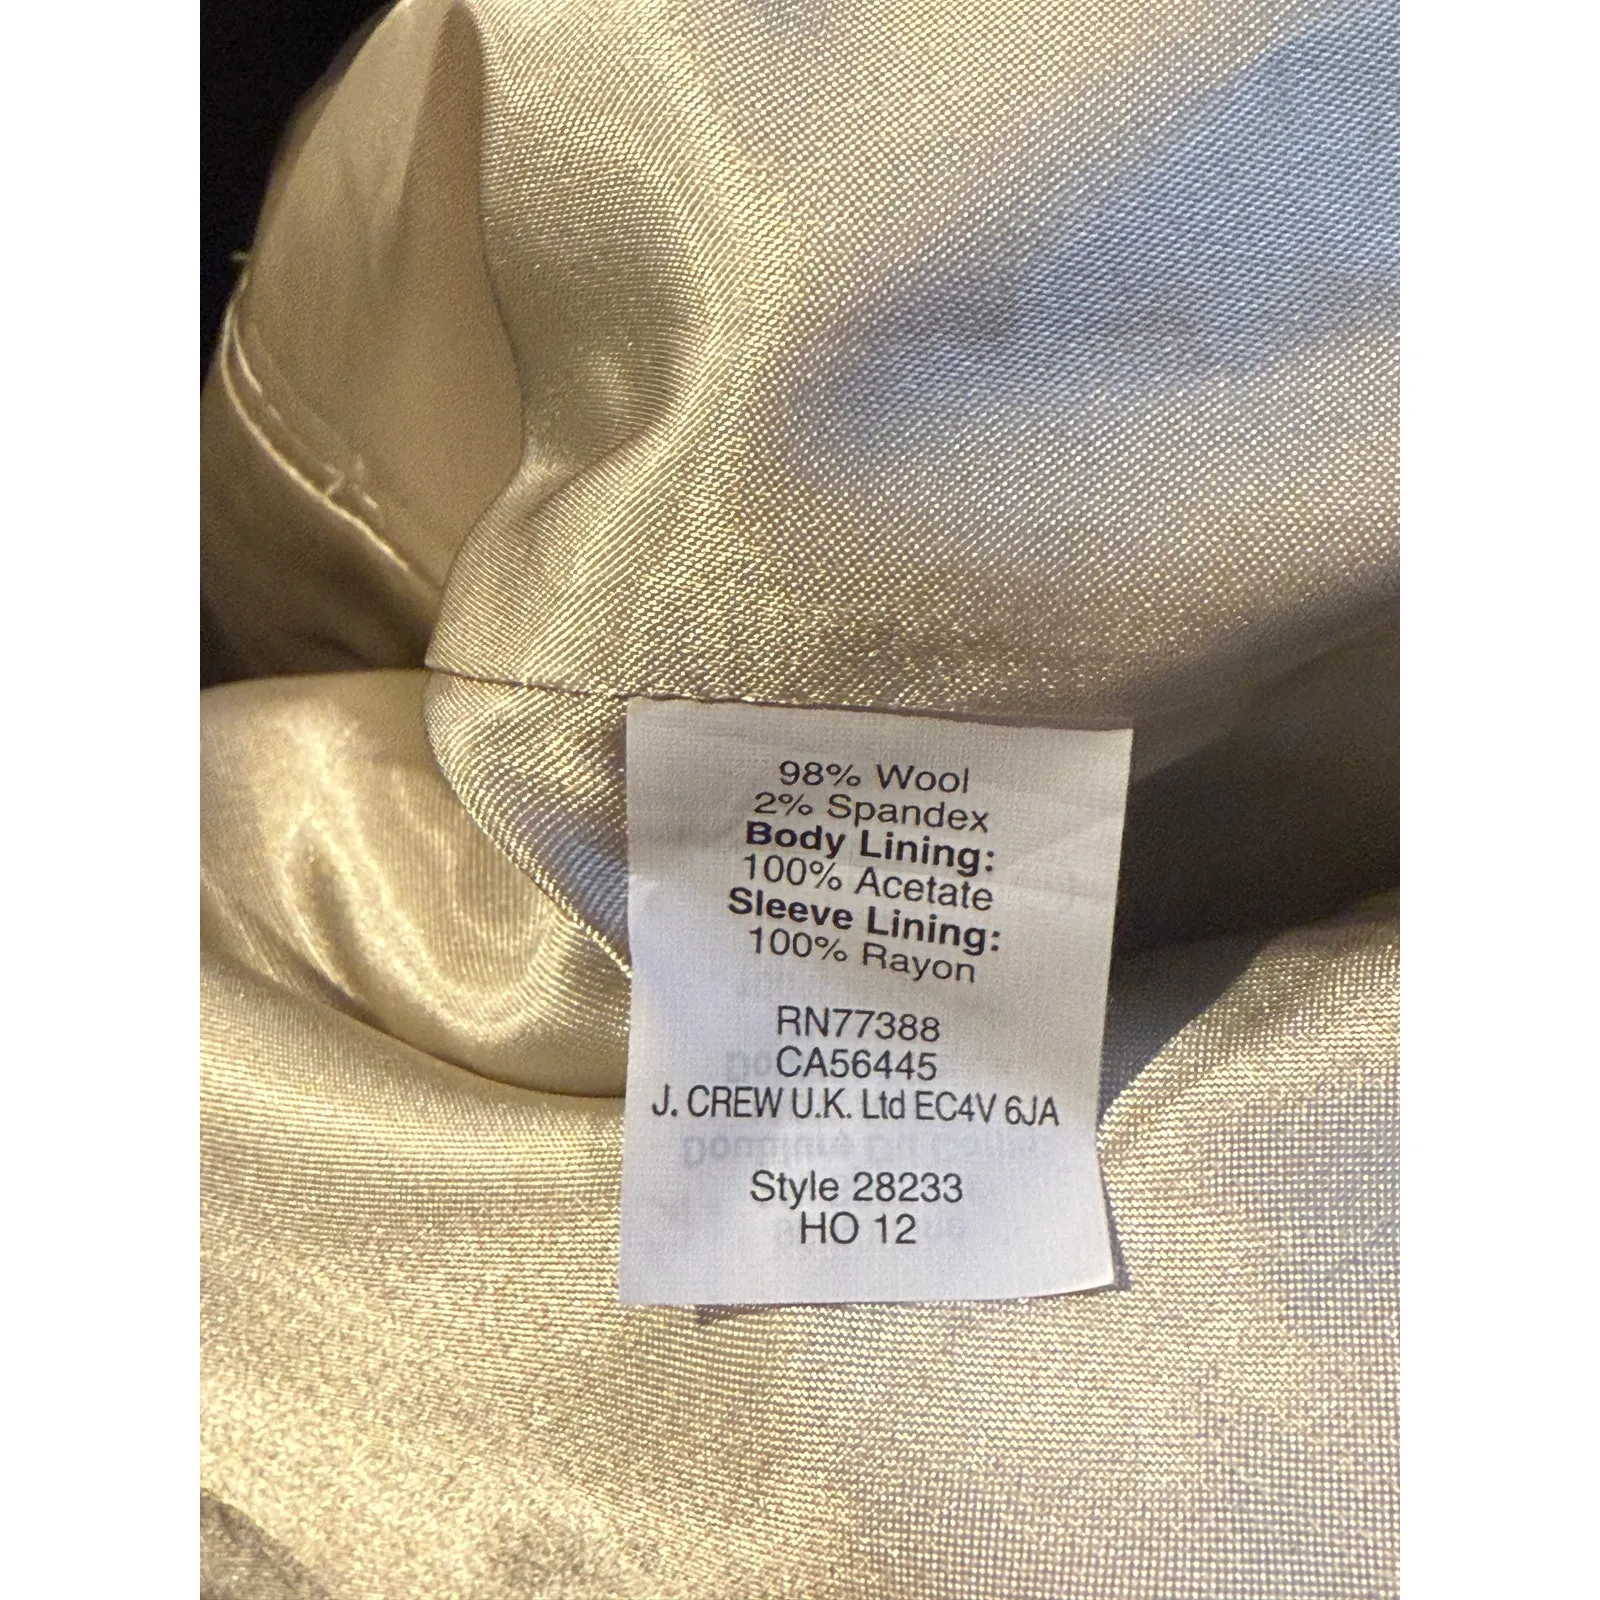 98% Wool
2% Spandex
Body Lining:
100% Acetate
Sleeve Lining:
100% Rayon
RN77388
CA56445
J. CREW U.K. Ltd EC4V 6JA
Style 28233
HO 12